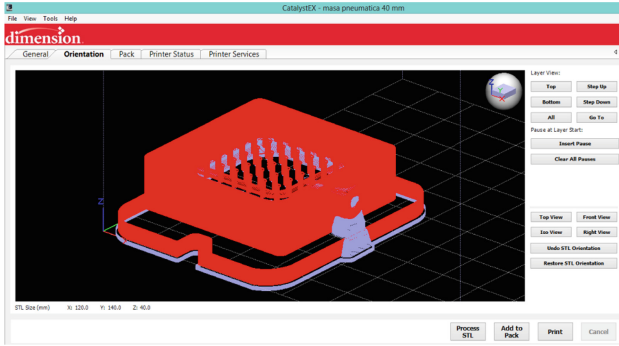 CatalystEX - masa pneumatica 40 mm
File View Tools Help
dimension
General Orientation Pack Printer Status Printer Services
Layer View:
Top Step Up
Bottom Step Down
All Go To
Pause at Layer Start:
Insert Pause
Clear All Pauses
Z
Z
Top View Front View
Iso View Right View
Undo STL Orientation
Restore STL Orientation
STL Size (mm) X: 120.0 Y: 140.0 Z: 40.0
Process STL Add to Pack Print Cancel